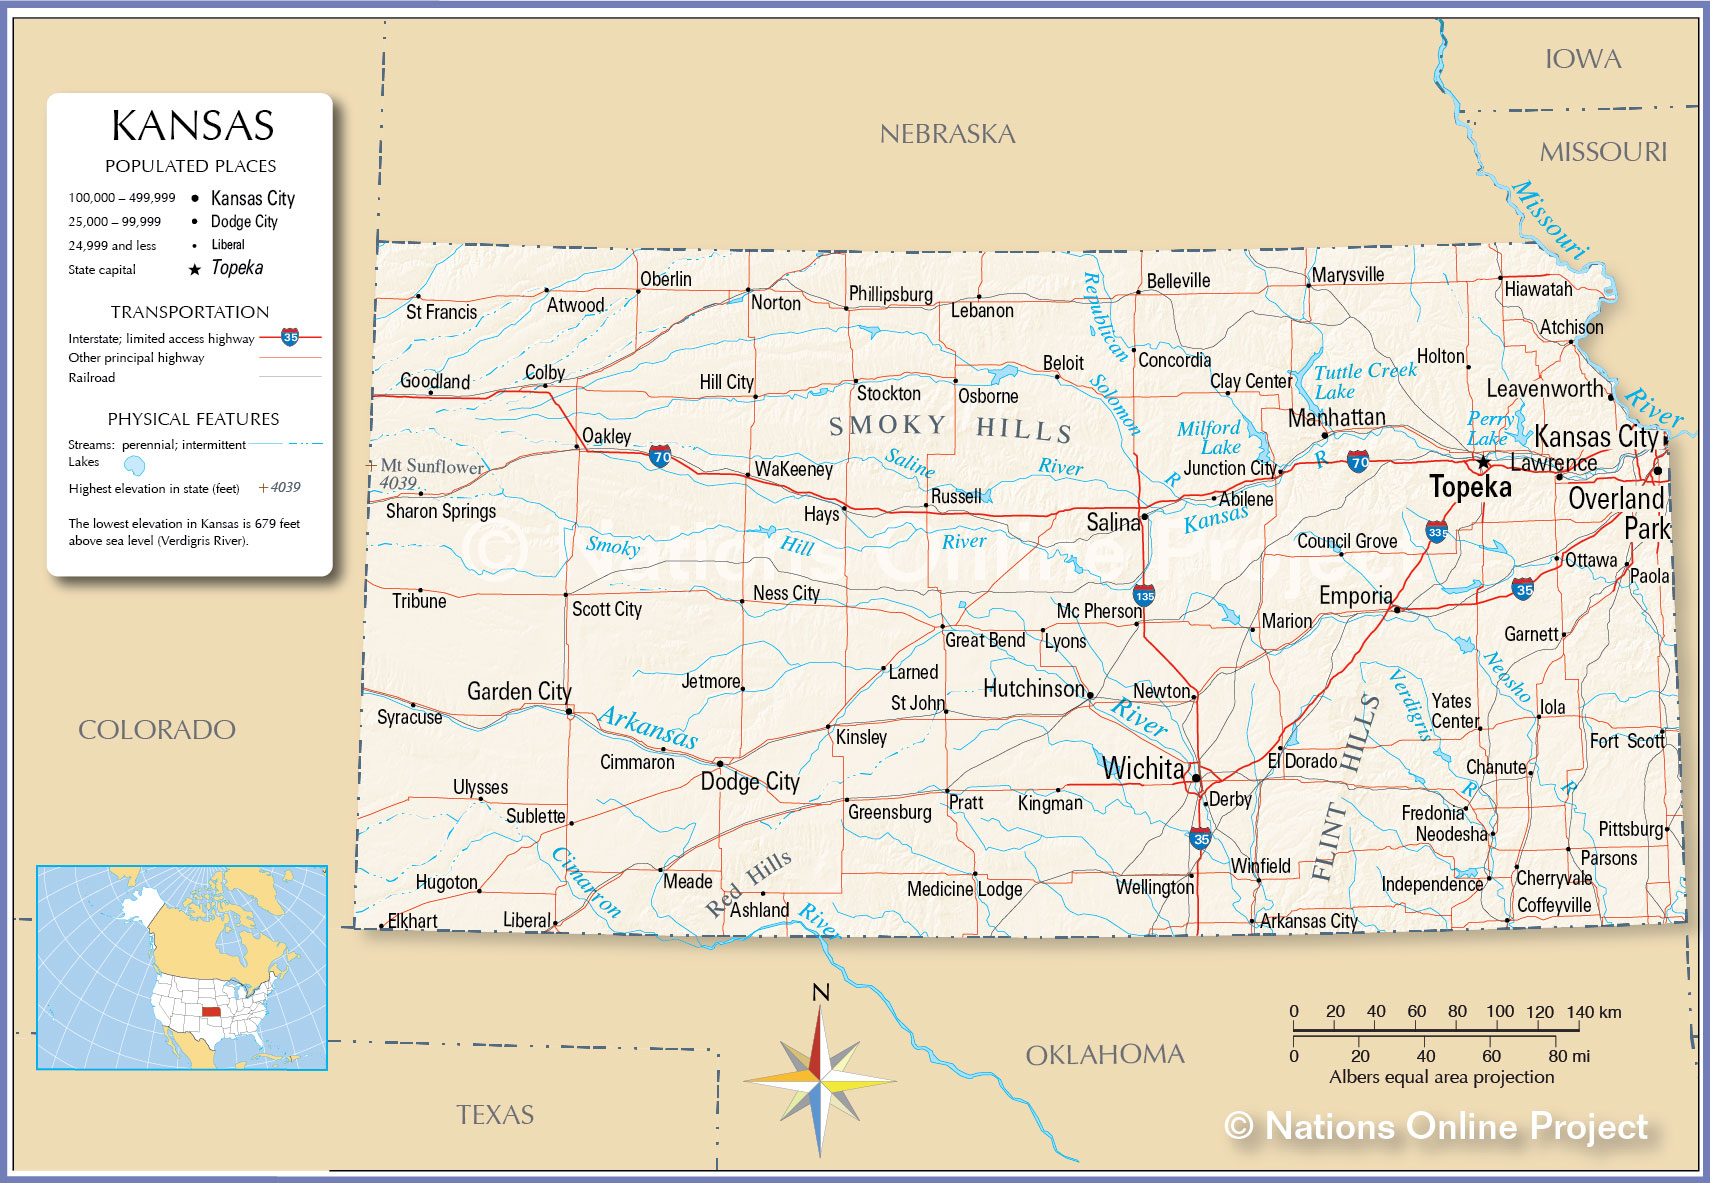 KANSAS
POPULATED PLACES
100,000 – 499,999 Kansas City
25,000 – 99,999 Dodge City
24,999 and less Liberal
State capital Topeka
TRANSPORTATION
Interstate; limited access highway 35
Other principal highway
Railroad
PHYSICAL FEATURES
Streams: perennial; intermittent
Lakes
Highest elevation in state (feet) +4039
The lowest elevation in Kansas is 679 feet
above sea level (Verdigris River).
IOWA
NEBRASKA
MISSOURI
Missouri
River
COLORADO
OKLAHOMA
TEXAS
St Francis
Atwood
Oberlin
Norton
Phillipsburg
Lebanon
Belleville
Marysville
Hiawatha
Atchison
Republican
Goodland
Colby
Hill City
Stockton
Osborne
Beloit
Concordia
Clay Center
Tuttle Creek
Lake
Holton
Leavenworth
SMOKY HILLS
Solomon
R
Milford
Lake
Manhattan
Perry
Lake
Kansas City
Oakley
70
WaKeeney
Saline
River
Junction City
R
70
Topeka
Lawrence
+ Mt Sunflower
4039
Sharon Springs
Hays
Russell
Salina
Abilene
Kansas
Overland
Park
335
Smoky
Hill
River
Council Grove
Ottawa
Paola
© Nations Online Project
Tribune
Scott City
Ness City
Great Bend
Lyons
Mc Pherson
135
Marion
Emporia
35
Garnett
Larned
Jetmore
Garden City
Syracuse
Arkansas
River
St John
Hutchinson
Newton
Verdigris
R
Neosho
R
Yates
Center
Iola
Fort Scott
Cimmaron
Dodge City
Kinsley
Wichita
El Dorado
FLINT HILLS
Chanute
Ulysses
Sublette
Greensburg
Pratt
Kingman
Derby
35
Fredonia
Neodesha
Pittsburg
Parsons
Cimarron
River
Hugoton
Meade
Red Hills
Ashland
Medicine Lodge
Wellington
Winfield
Independence
Cherryvale
Coffeyville
Elkhart
Liberal
Arkansas City
N
0 20 40 60 80 100 120 140 km
0 20 40 60 80 mi
Albers equal area projection
© Nations Online Project